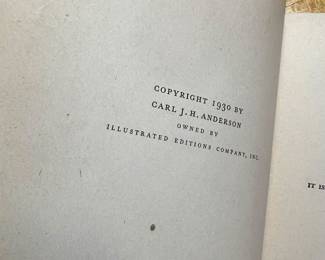 COPYRIGHT 1930 BY
CARL J. H. ANDERSON
OWNED BY
ILLUSTRATED EDITIONS COMPANY, INC.
IT IS